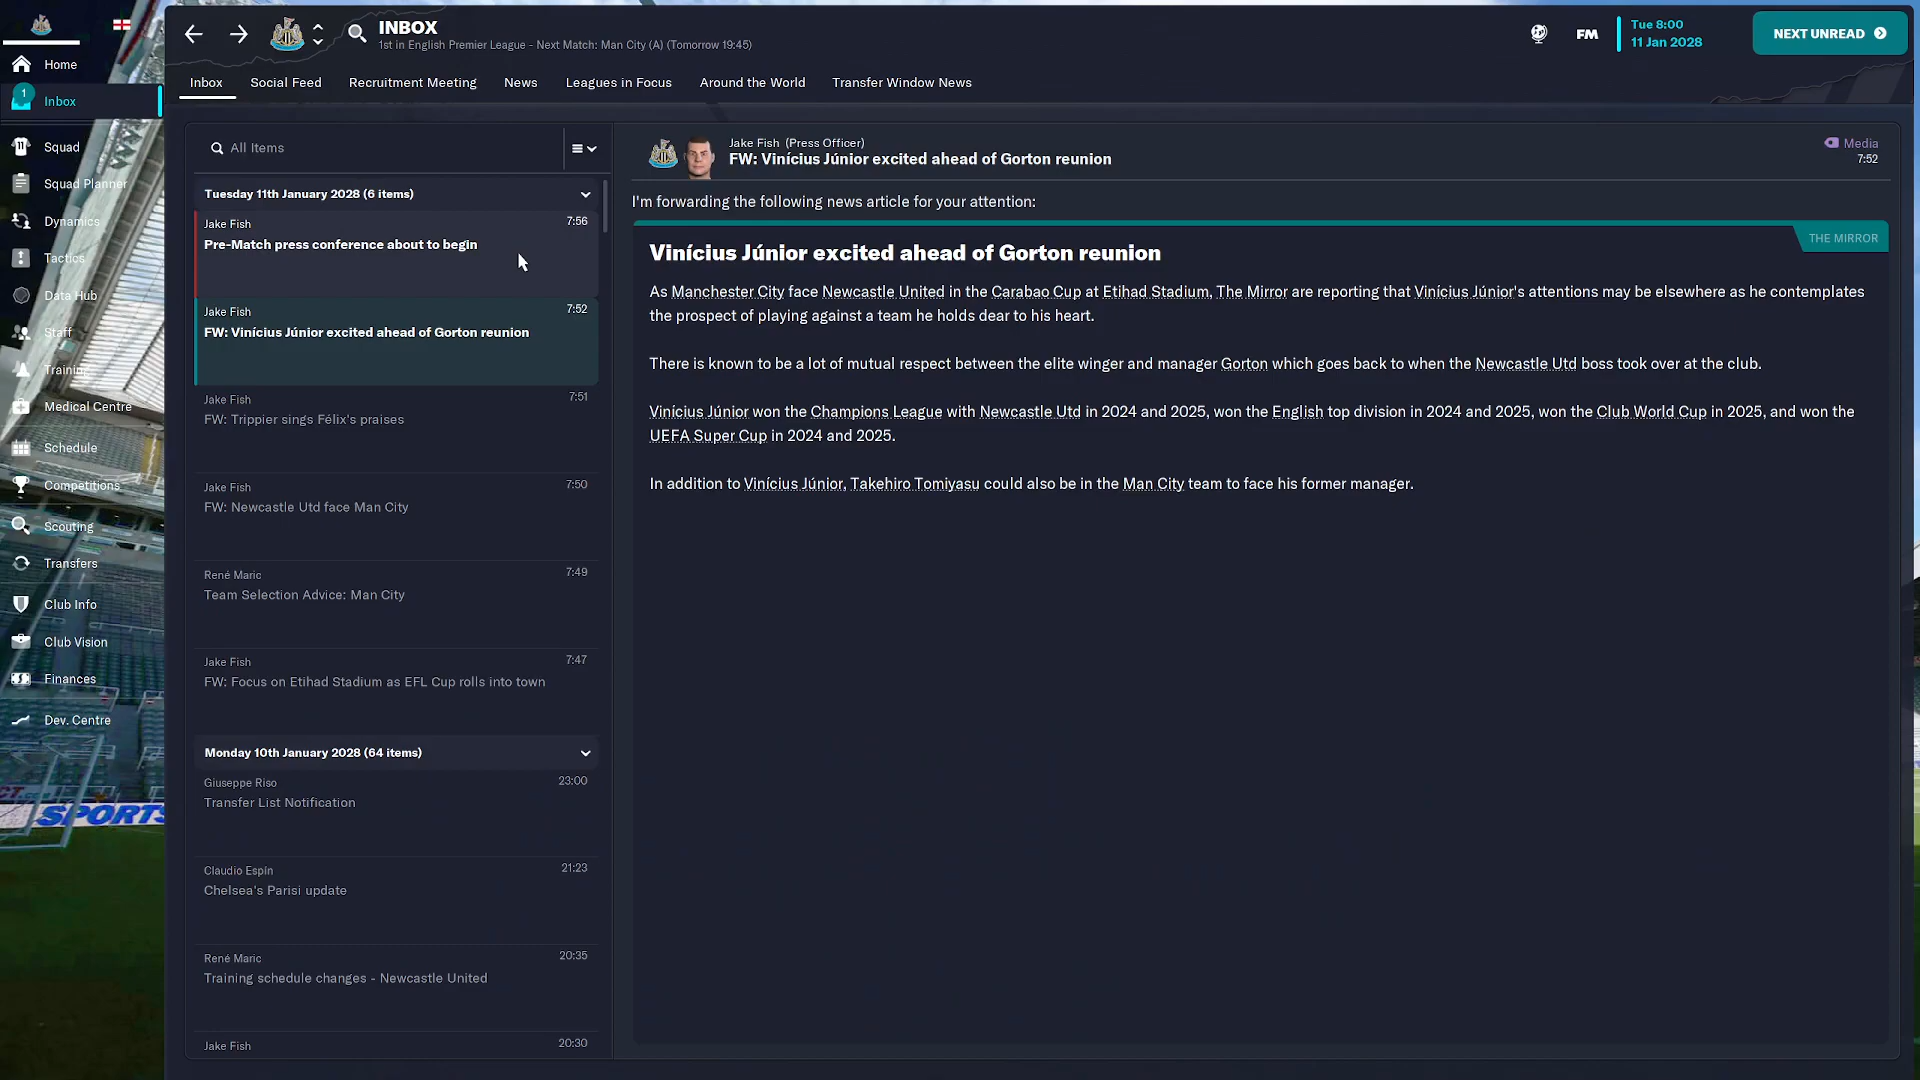 INBOX
1st in English Premier League - Next Match: Man City (A) (Tomorrow 19:45)
FM
Tue 8:00
11 Jan 2028
NEXT UNREAD
Home
1
Inbox
Squad
Squad Planner
Dynamics
Tactics
Data Hub
Staff
Training
Medical Centre
Schedule
Competitions
Scouting
Transfers
Club Info
Club Vision
Finances
Dev. Centre
SPORTS
Inbox
Social Feed
Recruitment Meeting
News
Leagues in Focus
Around the World
Transfer Window News
All Items
Tuesday 11th January 2028 (6 items)
Jake Fish
7:56
Pre-Match press conference about to begin
Jake Fish
7:52
FW: Vinícius Júnior excited ahead of Gorton reunion
Jake Fish
7:51
FW: Trippier sings Félix's praises
Jake Fish
7:50
FW: Newcastle Utd face Man City
René Maric
7:49
Team Selection Advice: Man City
Jake Fish
7:47
FW: Focus on Etihad Stadium as EFL Cup rolls into town
Monday 10th January 2028 (64 items)
Giuseppe Riso
23:00
Transfer List Notification
Claudio Espín
21:23
Chelsea's Parisi update
René Maric
20:35
Training schedule changes - Newcastle United
Jake Fish
20:30
Jake Fish (Press Officer)
FW: Vinícius Júnior excited ahead of Gorton reunion
Media
7:52
I'm forwarding the following news article for your attention:
THE MIRROR
Vinícius Júnior excited ahead of Gorton reunion
As Manchester City face Newcastle United in the Carabao Cup at Etihad Stadium, The Mirror are reporting that Vinícius Júnior's attentions may be elsewhere as he contemplates
the prospect of playing against a team he holds dear to his heart.
There is known to be a lot of mutual respect between the elite winger and manager Gorton which goes back to when the Newcastle Utd boss took over at the club.
Vinícius Júnior won the Champions League with Newcastle Utd in 2024 and 2025, won the English top division in 2024 and 2025, won the Club World Cup in 2025, and won the
UEFA Super Cup in 2024 and 2025.
In addition to Vinícius Júnior, Takehiro Tomiyasu could also be in the Man City team to face his former manager.